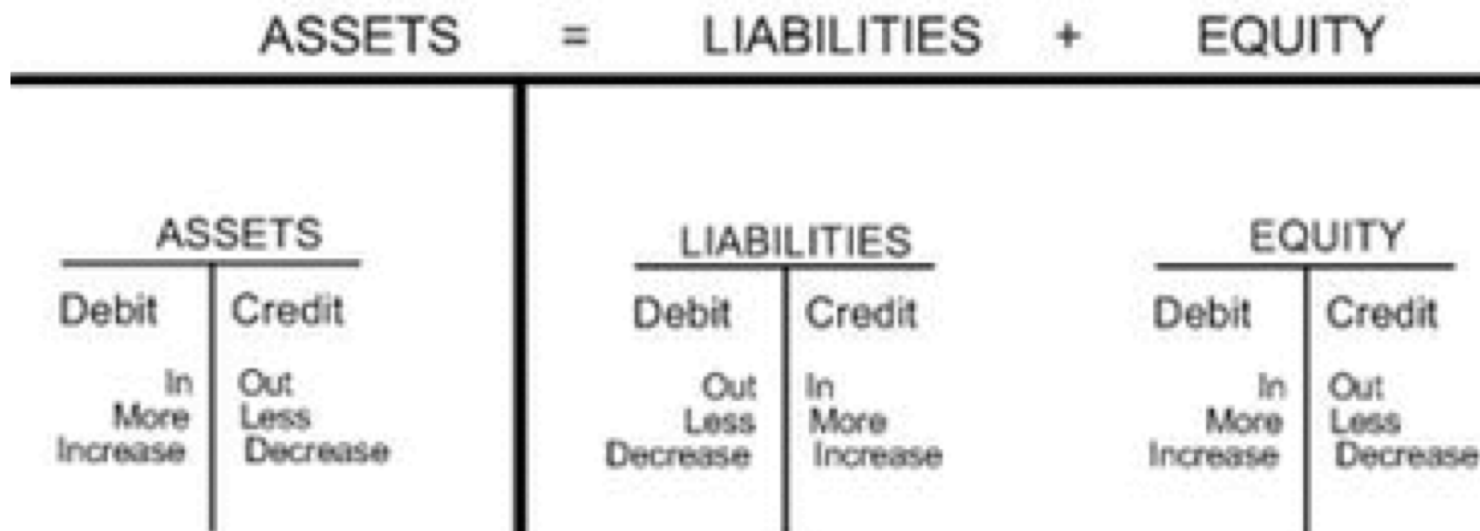 ASSETS = LIABILITIES + EQUITY
ASSETS
Debit Credit
In Out
More Less
Increase Decrease
LIABILITIES
Debit Credit
Out In
Less More
Decrease Increase
EQUITY
Debit Credit
In Out
More Less
Increase Decrease